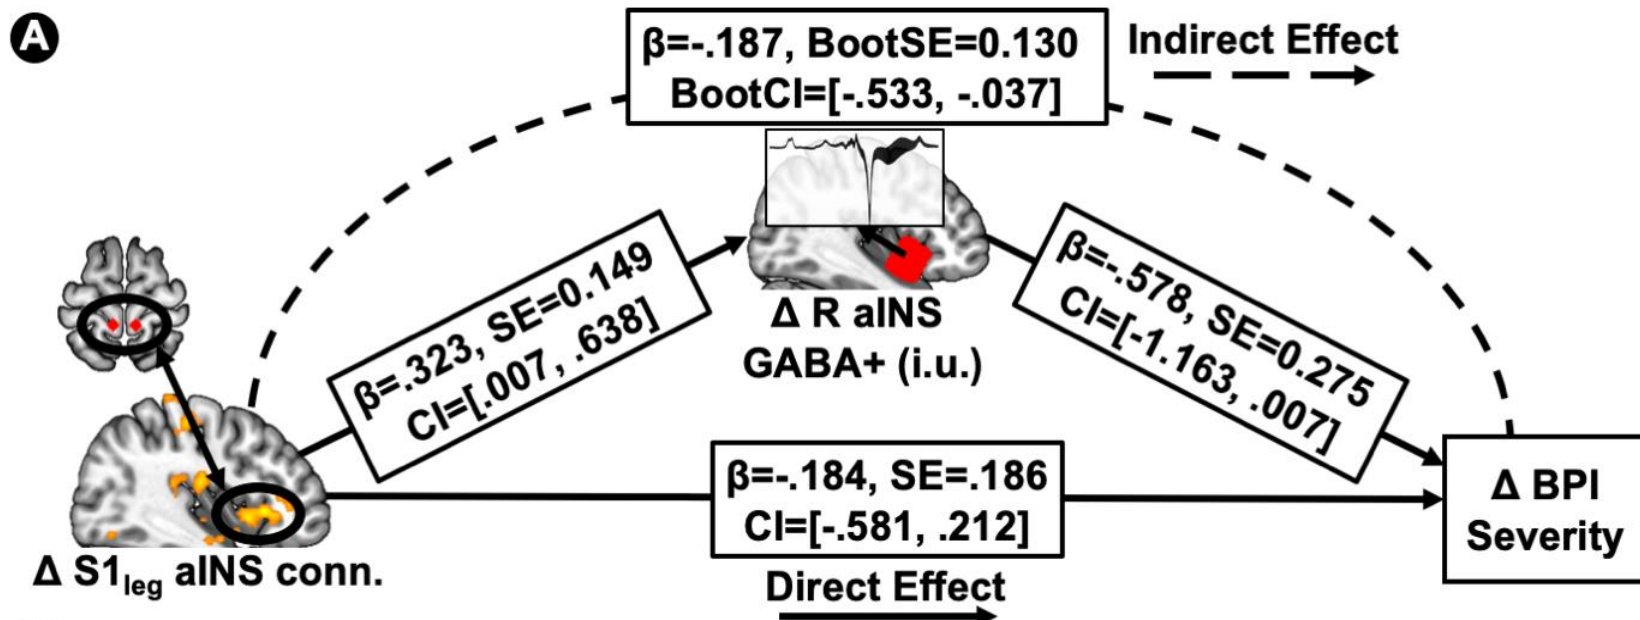 A
β=-.187, BootSE=0.130
BootCI=[-.533, -.037]
Indirect Effect
β=.323, SE=0.149
CI=[.007, .638]
Δ R aINS
GABA+ (i.u.)
β=-.578, SE=0.275
CI=[-1.163, .007]
β=-.184, SE=.186
CI=[-.581, .212]
Direct Effect
Δ S1leg aINS conn.
Δ BPI
Severity